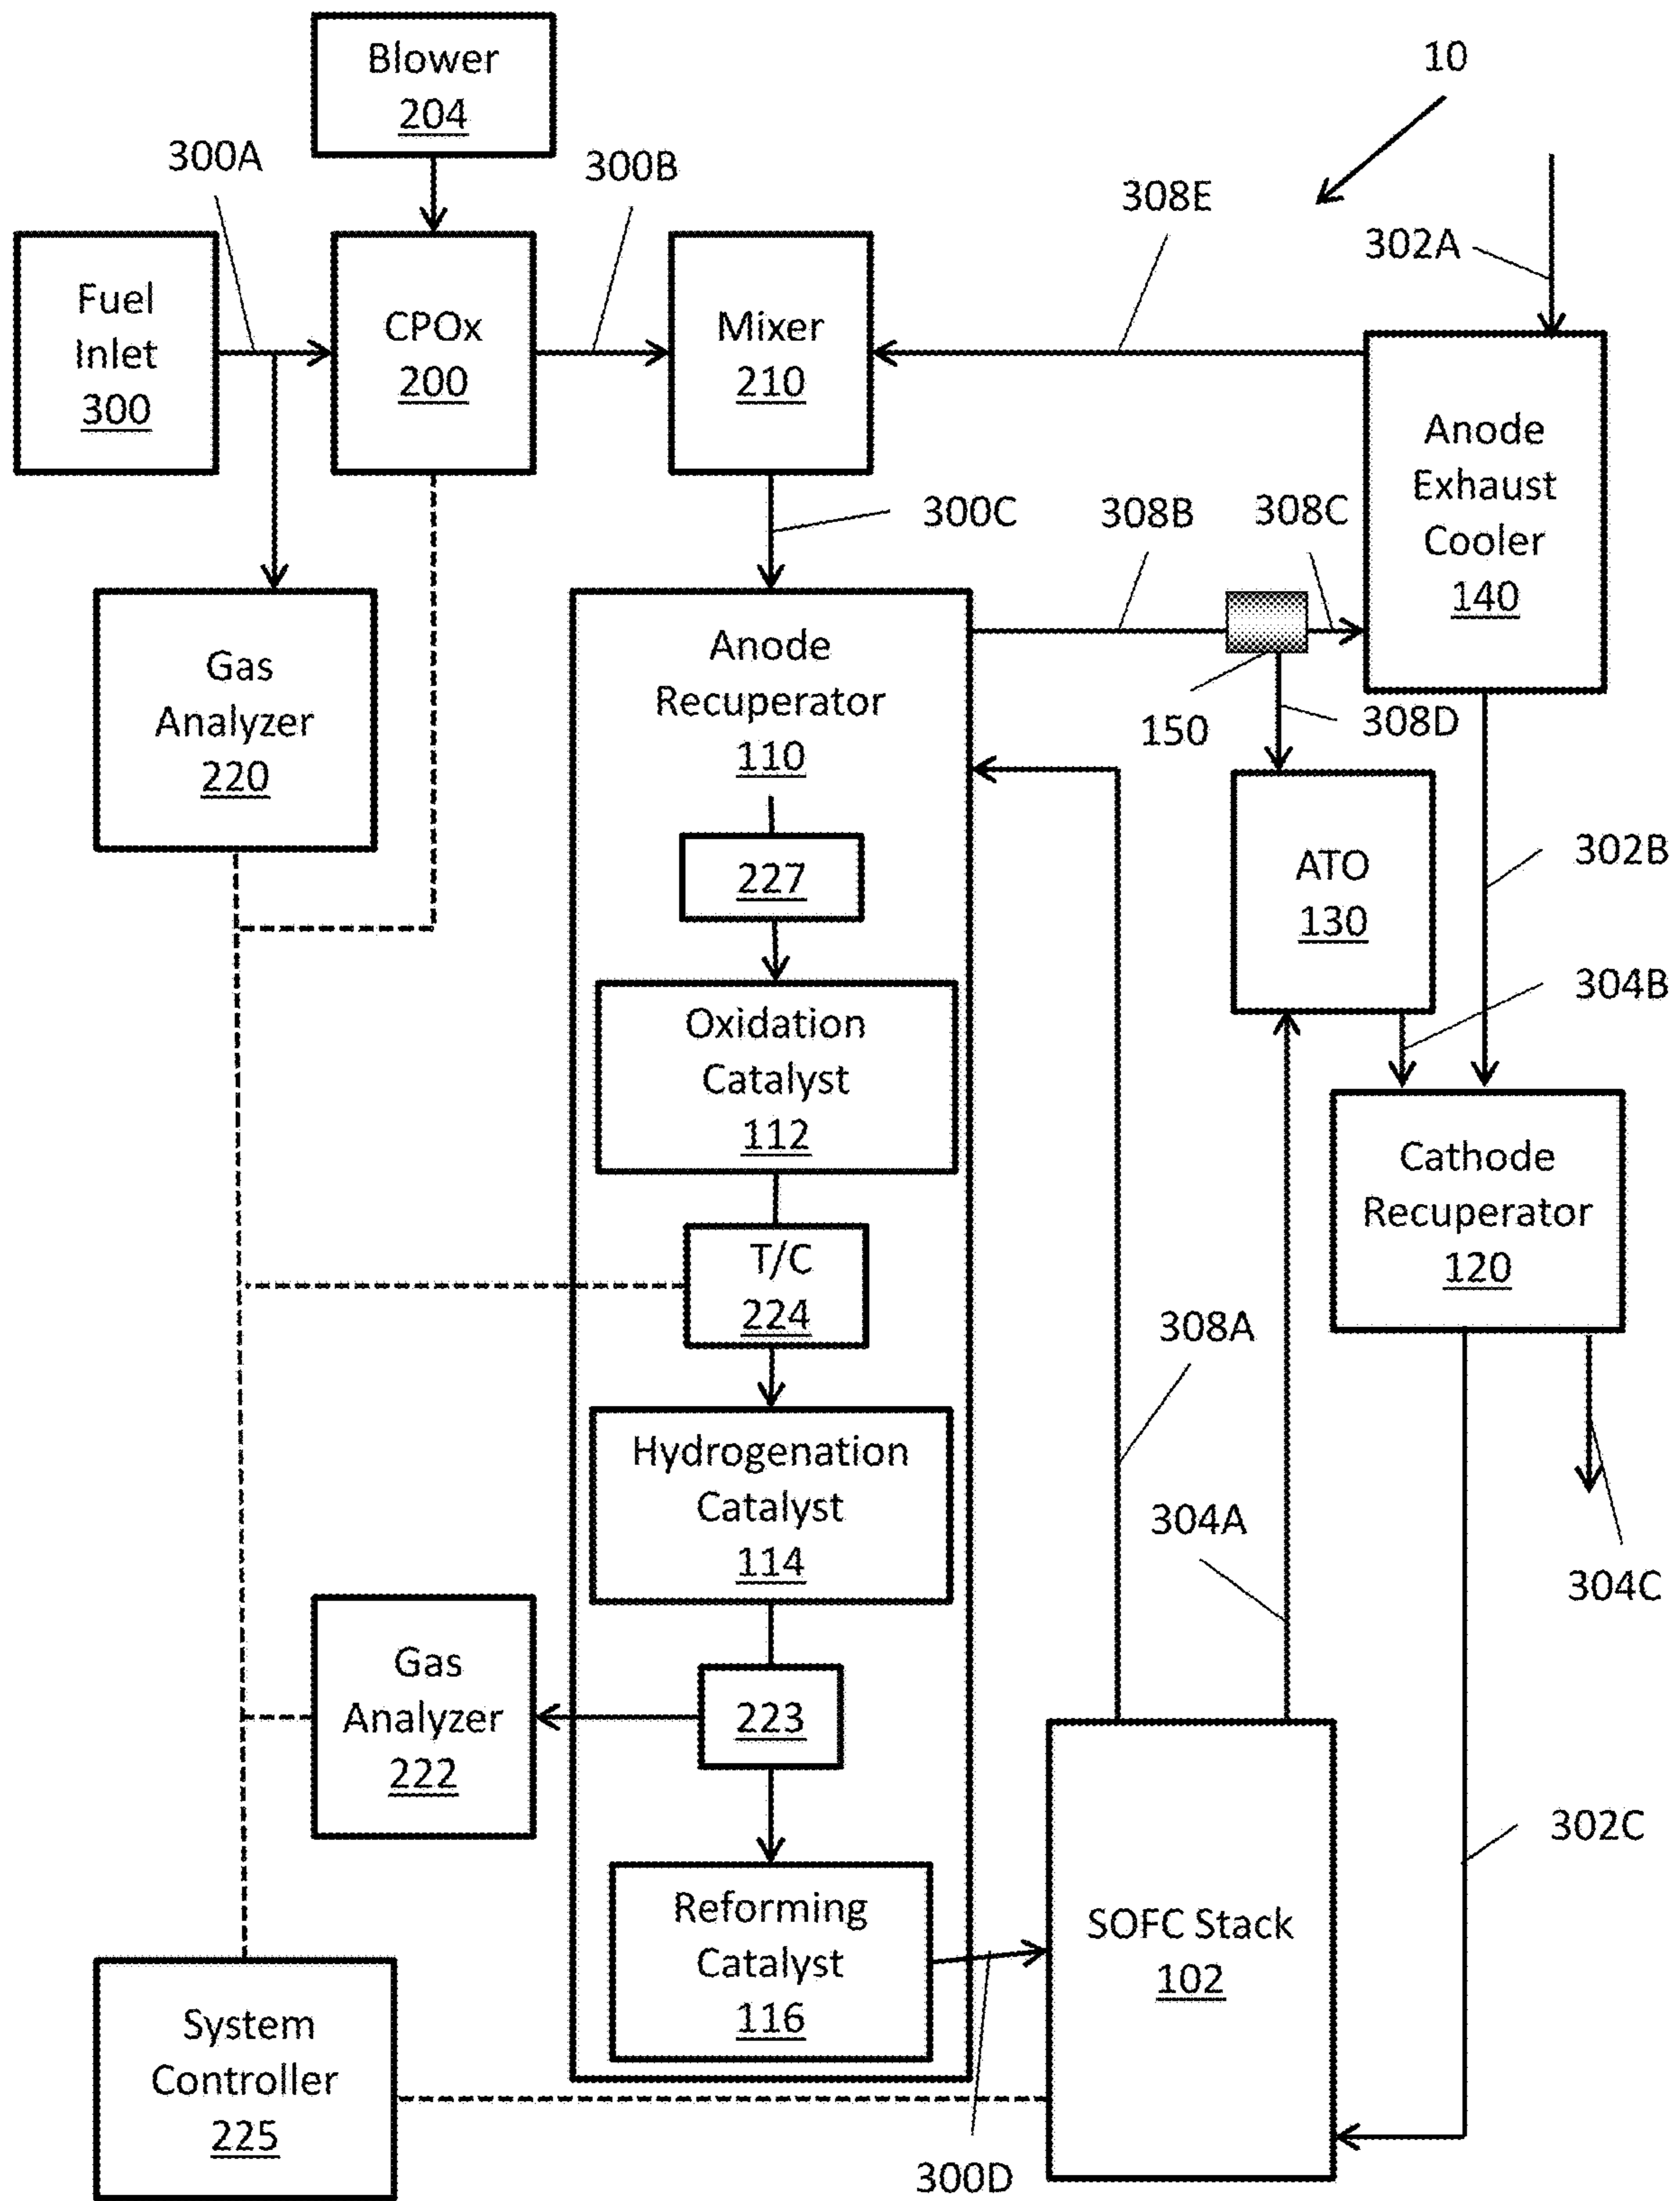 Blower
204
10
300A
300B
308E
302A
Fuel
Inlet
300
CPOx
200
Mixer
210
Anode
Exhaust
Cooler
140
300C
308B
308C
Gas
Analyzer
220
Anode
Recuperator
110
150
308D
227
ATO
130
302B
304B
Oxidation
Catalyst
112
Cathode
Recuperator
120
T/C
224
308A
Hydrogenation
Catalyst
114
304A
304C
Gas
Analyzer
222
223
302C
Reforming
Catalyst
116
SOFC Stack
102
System
Controller
225
300D